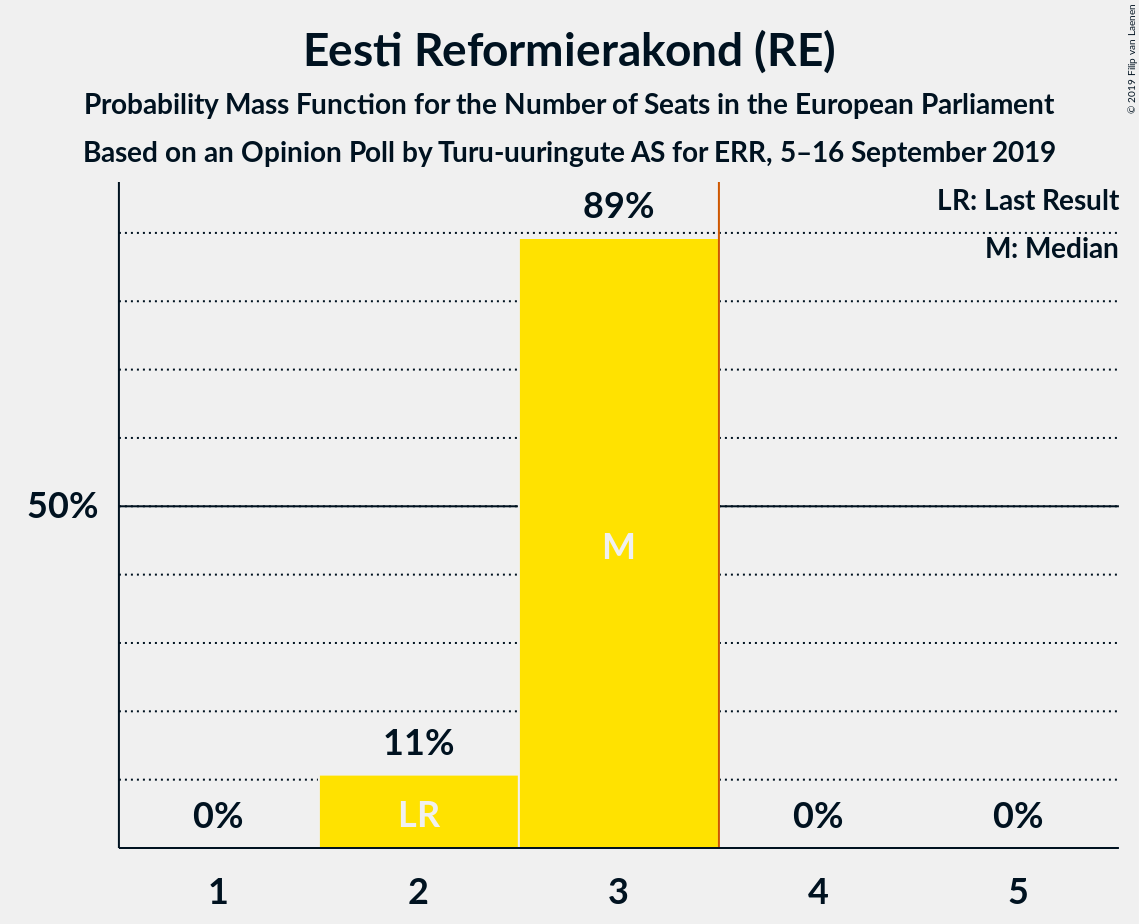 Eesti Reformierakond (RE)
Probability Mass Function for the Number of Seats in the European Parliament
Based on an Opinion Poll by Turu-uuringute AS for ERR, 5–16 September 2019
© 2019 Filip van Laenen
LR: Last Result
M: Median
89%
50%
M
11%
0%
LR
0%
0%
1
2
3
4
5